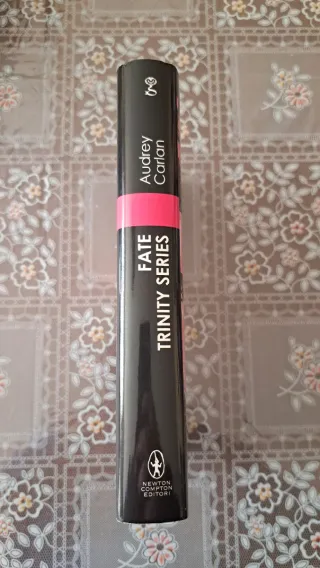 Audrey
Carlan
FATE
TRINITY SERIES
NEWTON
COMPTON
EDITORI